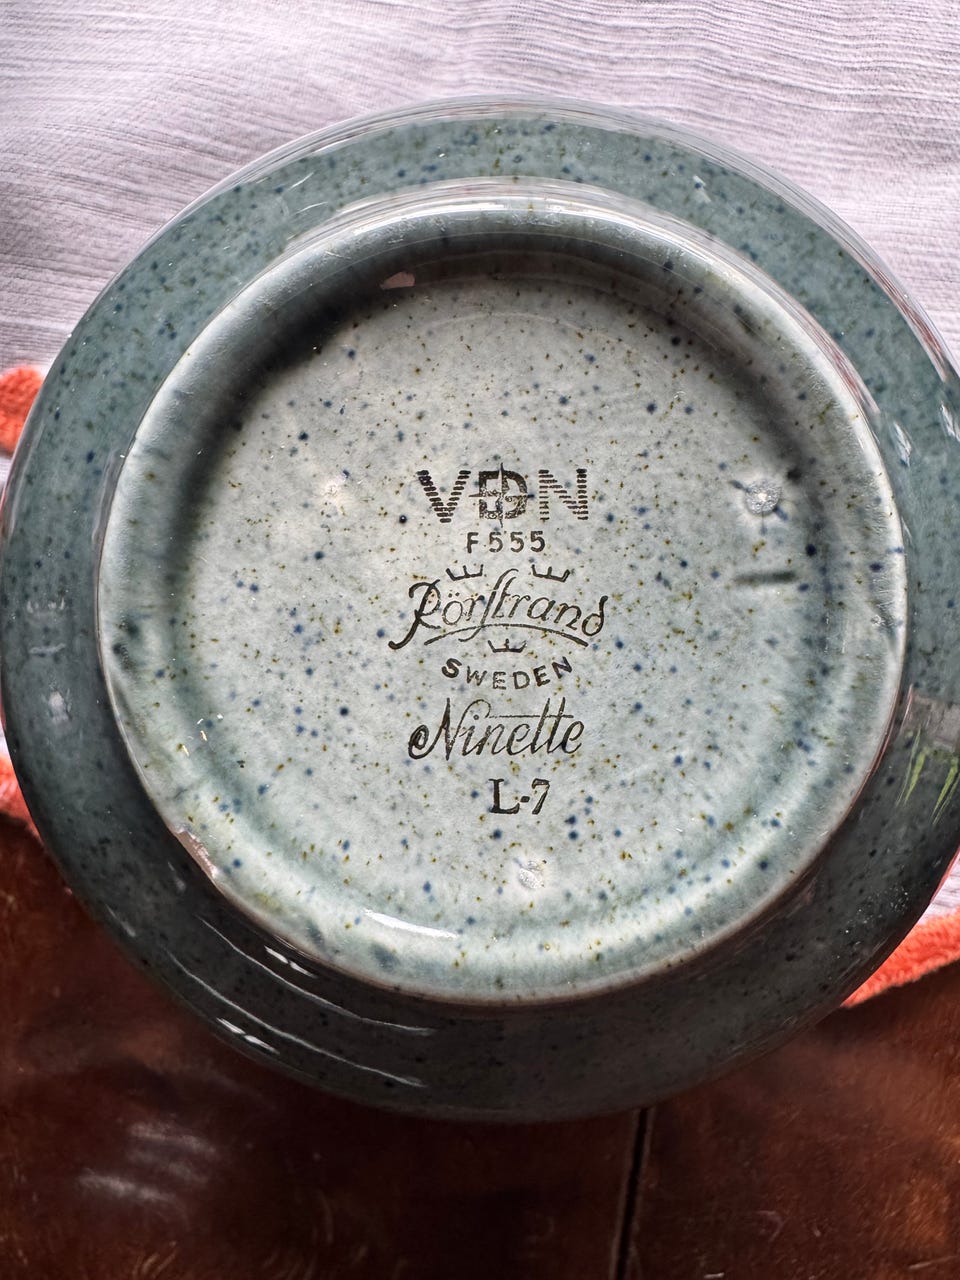 VDN
F555
Rörstrand
SWEDEN
Ninette
L-7